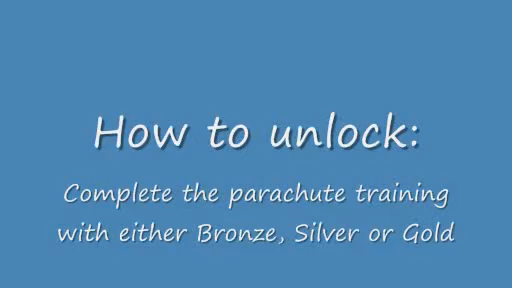 How to unlock:
Complete the parachute training
with either Bronze, Silver or Gold